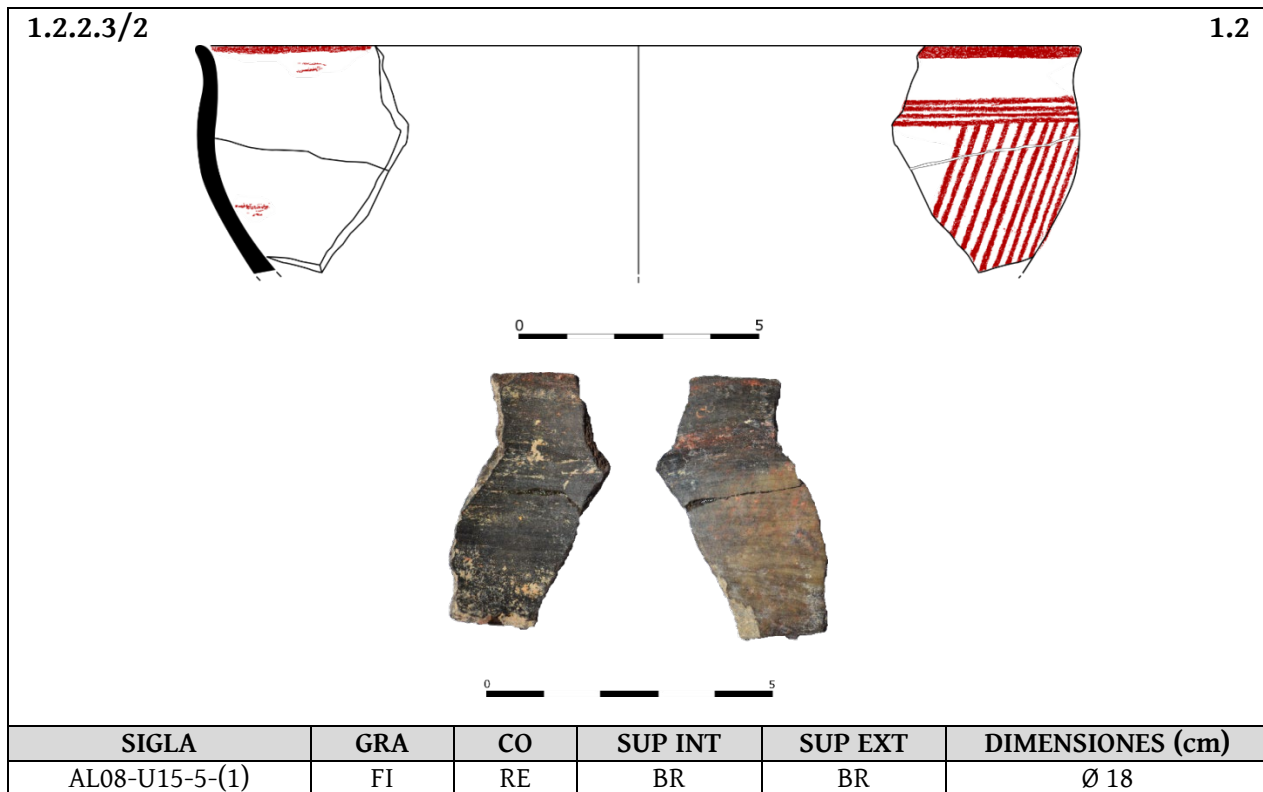 1.2.2.3/2 1.2
0 5
0 5
SIGLA GRA CO SUP INT SUP EXT DIMENSIONES (cm)
AL08-U15-5-(1) FI RE BR BR Ø 18